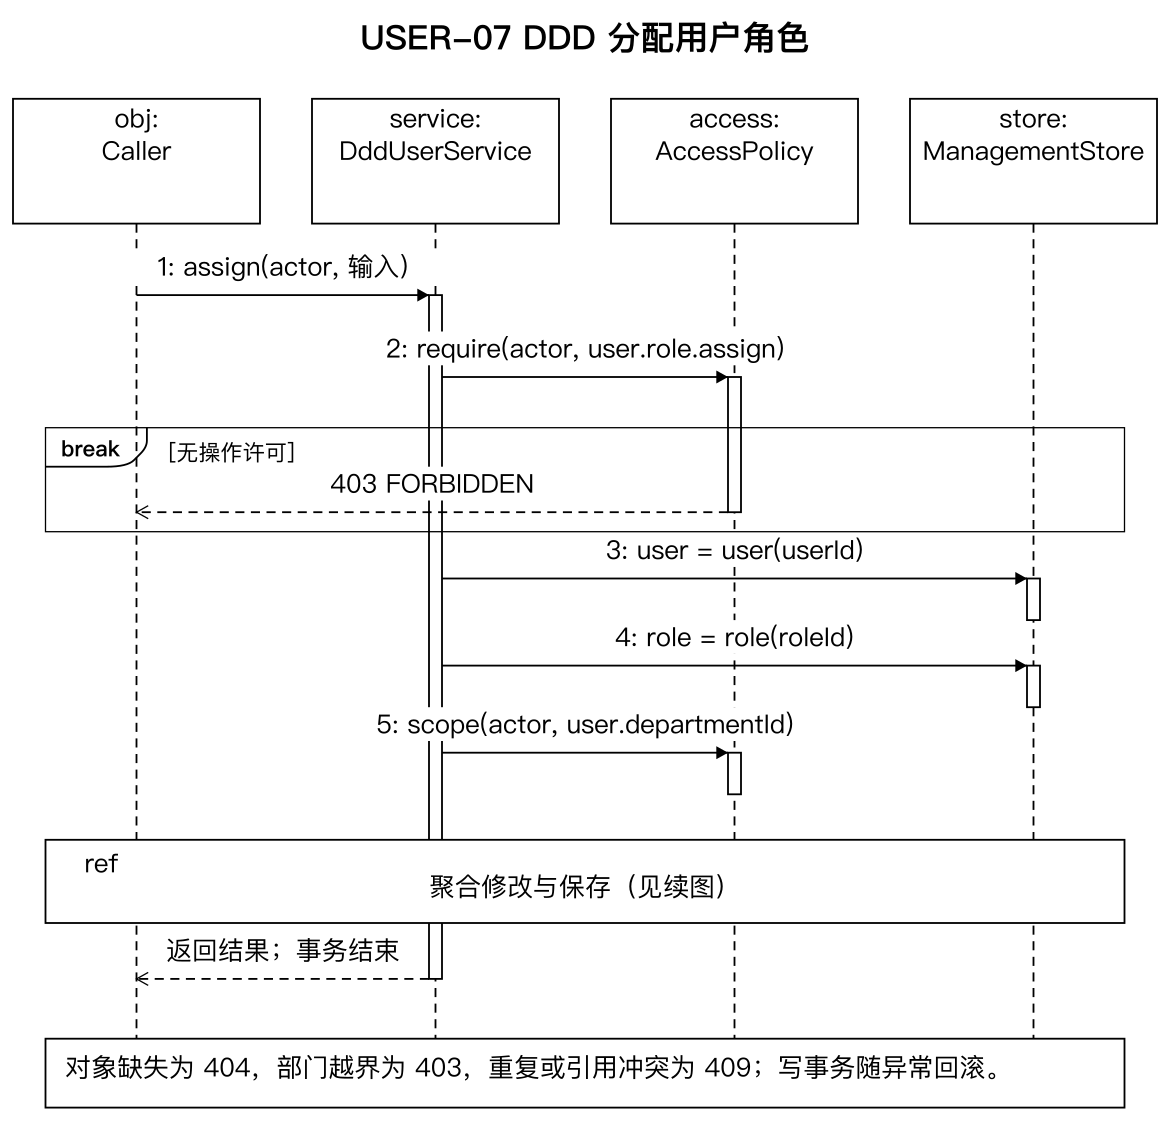 USER-07 DDD 分配用户角色
obj:
Caller
service:
DddUserService
access:
AccessPolicy
store:
ManagementStore
1: assign(actor, 输入)
2: require(actor, user.role.assign)
break
[无操作许可]
403 FORBIDDEN
3: user = user(userId)
4: role = role(roleId)
5: scope(actor, user.departmentId)
ref
聚合修改与保存（见续图）
返回结果；事务结束
对象缺失为 404，部门越界为 403，重复或引用冲突为 409；写事务随异常回滚。